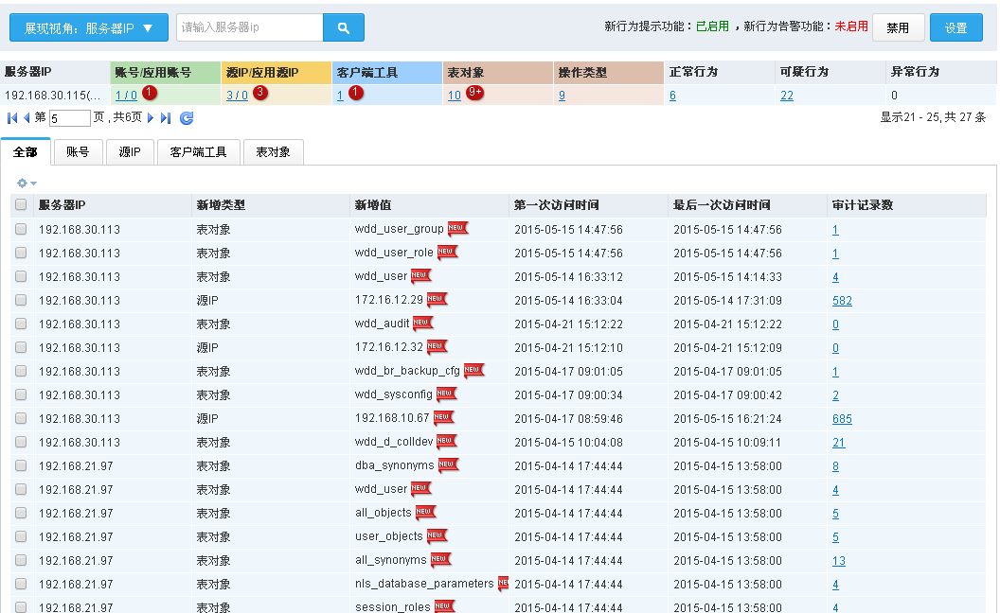 展现视角：服务器IP ▼ 请输入服务器ip 新行为提示功能：已启用 ，新行为告警功能：未启用 禁用 设置
服务器IP 账号/应用账号 源IP/应用源IP 客户端工具 表对象 操作类型 正常行为 可疑行为 异常行为
192.168.30.115(... 1 / 0 1 3 / 0 3 1 1 10 9+ 9 6 22 0
第 5 页 , 共6页 显示21 - 25, 共 27 条
全部 账号 源IP 客户端工具 表对象
服务器IP 新增类型 新增值 第一次访问时间 最后一次访问时间 审计记录数
192.168.30.113 表对象 wdd_user_group NEW 2015-05-15 14:47:56 2015-05-15 14:47:56 1
192.168.30.113 表对象 wdd_user_role NEW 2015-05-15 14:47:56 2015-05-15 14:47:56 1
192.168.30.113 表对象 wdd_user NEW 2015-05-14 16:33:12 2015-05-15 14:14:33 4
192.168.30.113 源IP 172.16.12.29 NEW 2015-05-14 16:33:04 2015-05-14 17:31:09 582
192.168.30.113 表对象 wdd_audit NEW 2015-04-21 15:12:22 2015-04-21 15:12:22 0
192.168.30.113 源IP 172.16.12.32 NEW 2015-04-21 15:12:10 2015-04-21 15:12:09 0
192.168.30.113 表对象 wdd_br_backup_cfg NEW 2015-04-17 09:01:05 2015-04-17 09:01:05 1
192.168.30.113 表对象 wdd_sysconfig NEW 2015-04-17 09:00:34 2015-04-17 09:00:42 2
192.168.30.113 源IP 192.168.10.67 NEW 2015-04-17 08:59:46 2015-05-15 16:21:24 685
192.168.30.113 表对象 wdd_d_colldev NEW 2015-04-15 10:04:08 2015-04-15 10:09:11 21
192.168.21.97 表对象 dba_synonyms NEW 2015-04-14 17:44:44 2015-04-15 13:58:00 8
192.168.21.97 表对象 wdd_user NEW 2015-04-14 17:44:44 2015-04-15 13:58:00 4
192.168.21.97 表对象 all_objects NEW 2015-04-14 17:44:44 2015-04-15 13:58:00 5
192.168.21.97 表对象 user_objects NEW 2015-04-14 17:44:44 2015-04-15 13:58:00 5
192.168.21.97 表对象 all_synonyms NEW 2015-04-14 17:44:44 2015-04-15 13:58:00 13
192.168.21.97 表对象 nls_database_parameters NE 2015-04-14 17:44:44 2015-04-15 13:58:00 4
192.168.21.97 表对象 session_roles NEW 2015-04-14 17:44:44 2015-04-15 13:58:00 4